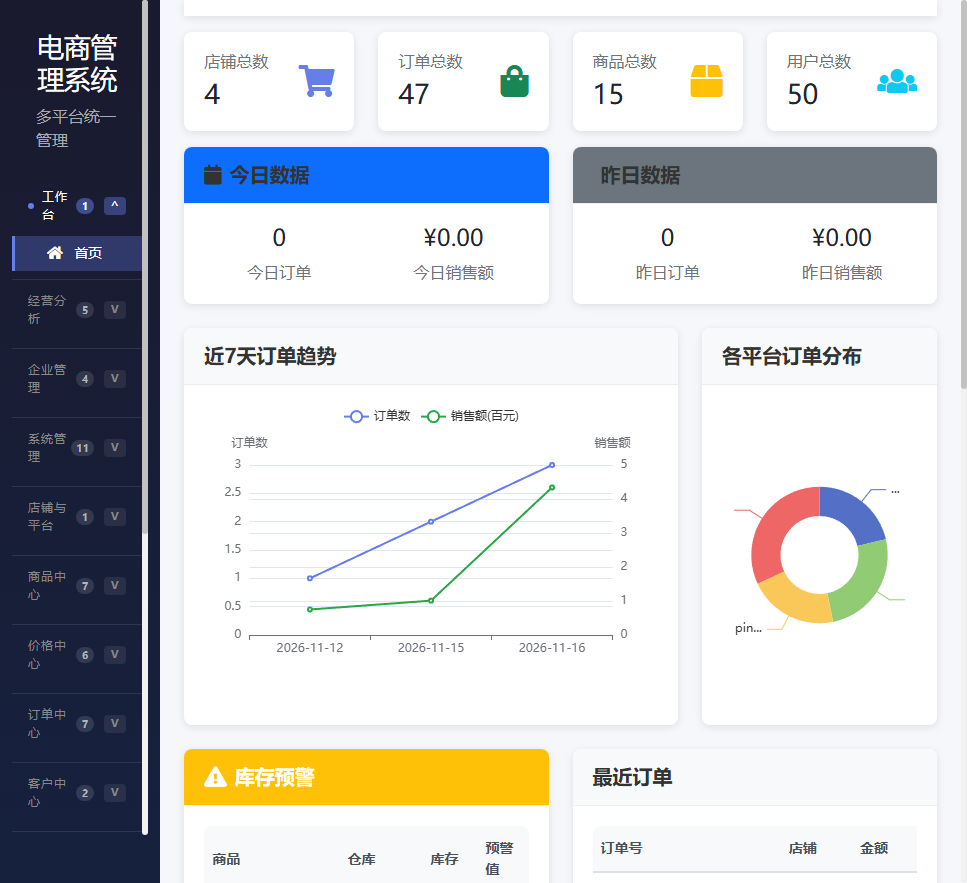 电商管
理系统
多平台统一
管理
工作
台
1
^
首页
经营分
析
5
V
企业管
理
4
V
系统管
理
11
V
店铺与
平台
1
V
商品中
心
7
V
价格中
心
6
V
订单中
心
7
V
客户中
心
2
V
店铺总数
4
订单总数
47
商品总数
15
用户总数
50
今日数据
0
今日订单
¥0.00
今日销售额
昨日数据
0
昨日订单
¥0.00
昨日销售额
近7天订单趋势
订单数 销售额(百元)
订单数 销售额
3
2.5
2
1.5
1
0.5
0
5
4
3
2
1
0
2026-11-12 2026-11-15 2026-11-16
各平台订单分布
...
pin...
库存预警
商品 仓库 库存 预警
值
最近订单
订单号 店铺 金额